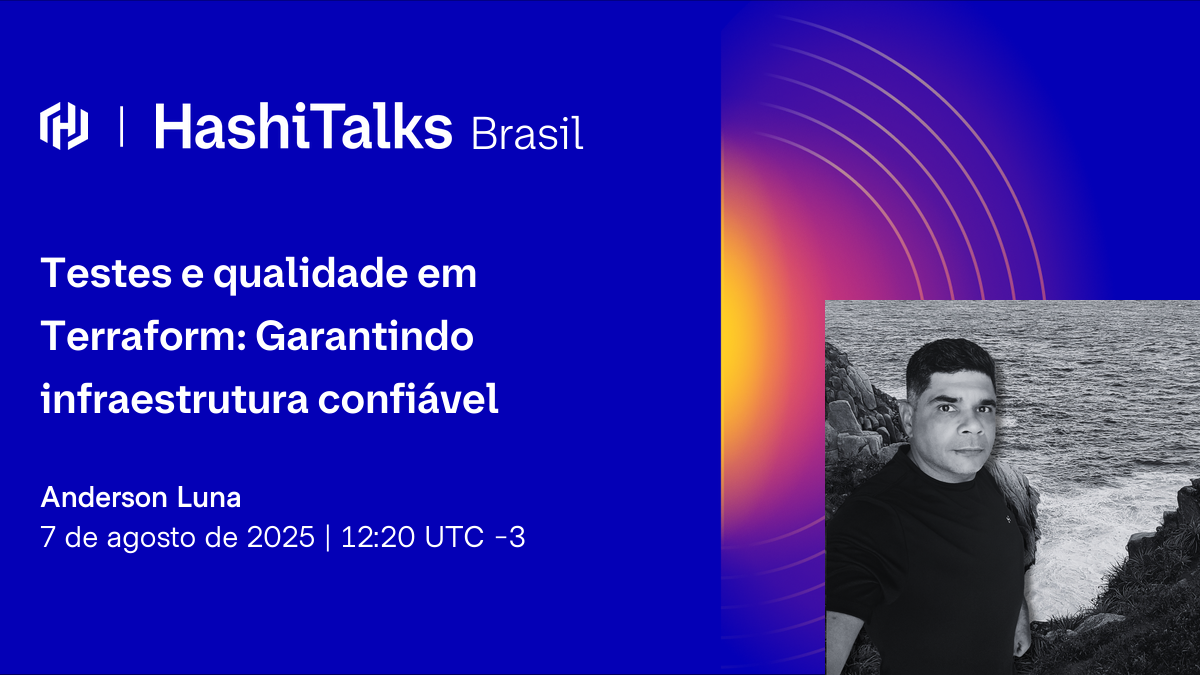 HashiTalks Brasil
Testes e qualidade em
Terraform: Garantindo
infraestrutura confiável
Anderson Luna
7 de agosto de 2025 | 12:20 UTC -3